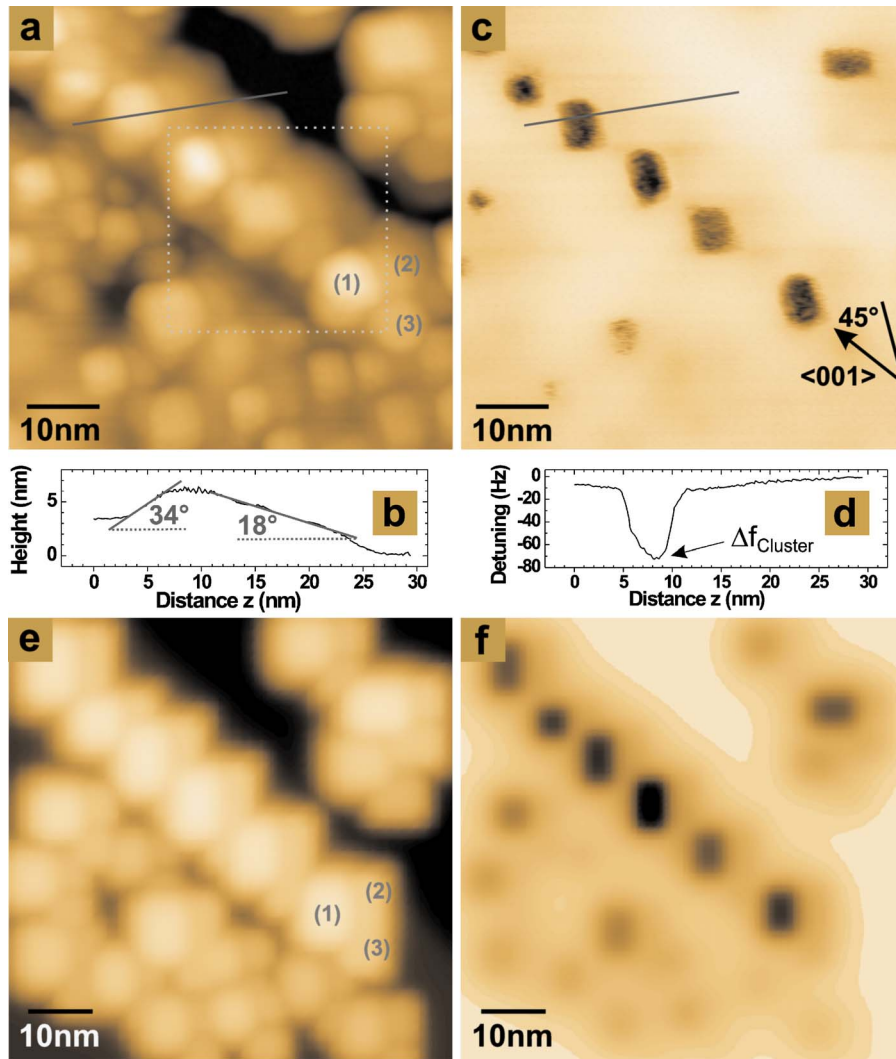 a
(1)
(2)
(3)
10nm
c
45°
<001>
10nm
Height (nm)
5
0
34°
18°
b
0 5 10 15 20 25 30
Distance z (nm)
Detuning (Hz)
0
-20
-40
-60
-80
d
ΔfCluster
0 5 10 15 20 25 30
Distance z (nm)
e
(1)
(2)
(3)
10nm
f
10nm